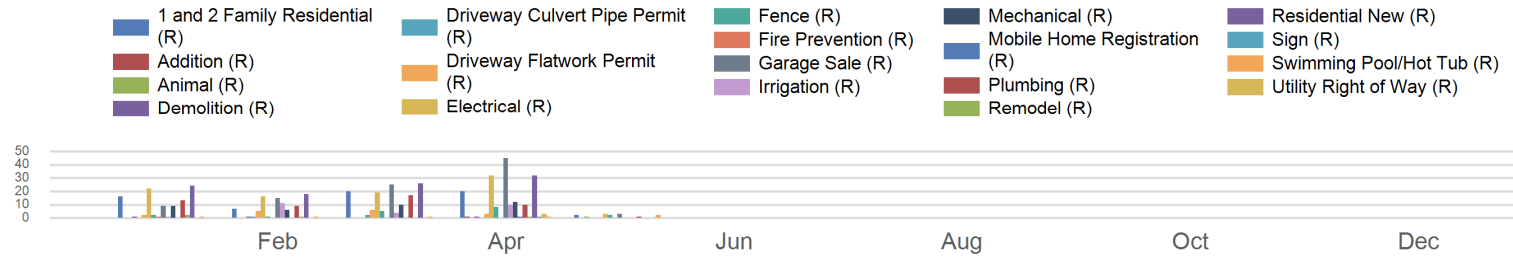 1 and 2 Family Residential
(R)
Addition (R)
Animal (R)
Demolition (R)
Driveway Culvert Pipe Permit
(R)
Driveway Flatwork Permit
(R)
Electrical (R)
Fence (R)
Fire Prevention (R)
Garage Sale (R)
Irrigation (R)
Mechanical (R)
Mobile Home Registration
(R)
Plumbing (R)
Remodel (R)
Residential New (R)
Sign (R)
Swimming Pool/Hot Tub (R)
Utility Right of Way (R)
50
40
30
20
10
0
Feb Apr Jun Aug Oct Dec